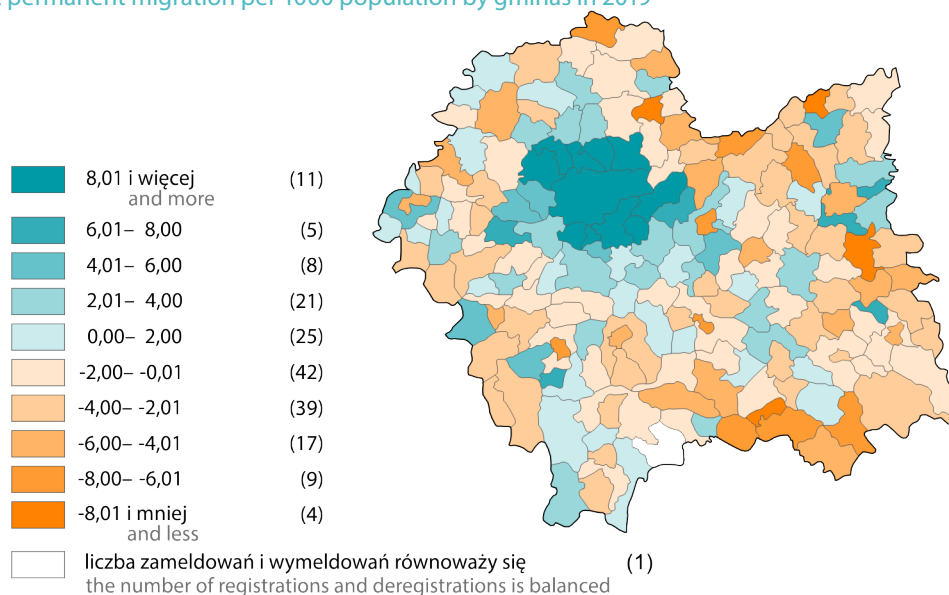 permanent migration per 1000 population by gminas in 2019
8,01 i więcej (11)
and more
6,01– 8,00 (5)
4,01– 6,00 (8)
2,01– 4,00 (21)
0,00– 2,00 (25)
-2,00– -0,01 (42)
-4,00– -2,01 (39)
-6,00– -4,01 (17)
-8,00– -6,01 (9)
-8,01 i mniej (4)
and less
liczba zameldowań i wymeldowań równoważy się (1)
the number of registrations and deregistrations is balanced